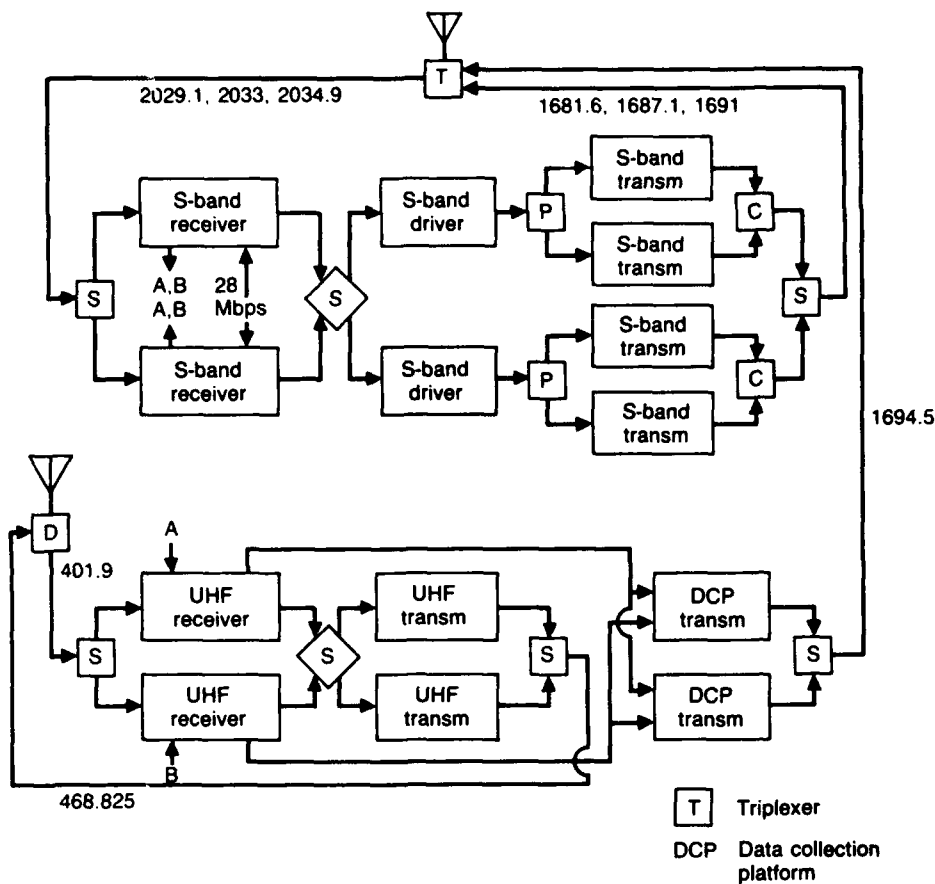 T
2029.1, 2033, 2034.9
1681.6, 1687.1, 1691
S-band
receiver
S-band
driver
S-band
transm
P
C
S-band
transm
S
A,B
A,B
28
Mbps
S
S
S-band
receiver
S-band
driver
P
S-band
transm
C
S-band
transm
1694.5
D
401.9
A
UHF
receiver
UHF
transm
DCP
transm
S
S
S
S
UHF
receiver
UHF
transm
DCP
transm
B
468.825
T Triplexer
DCP Data collection
platform